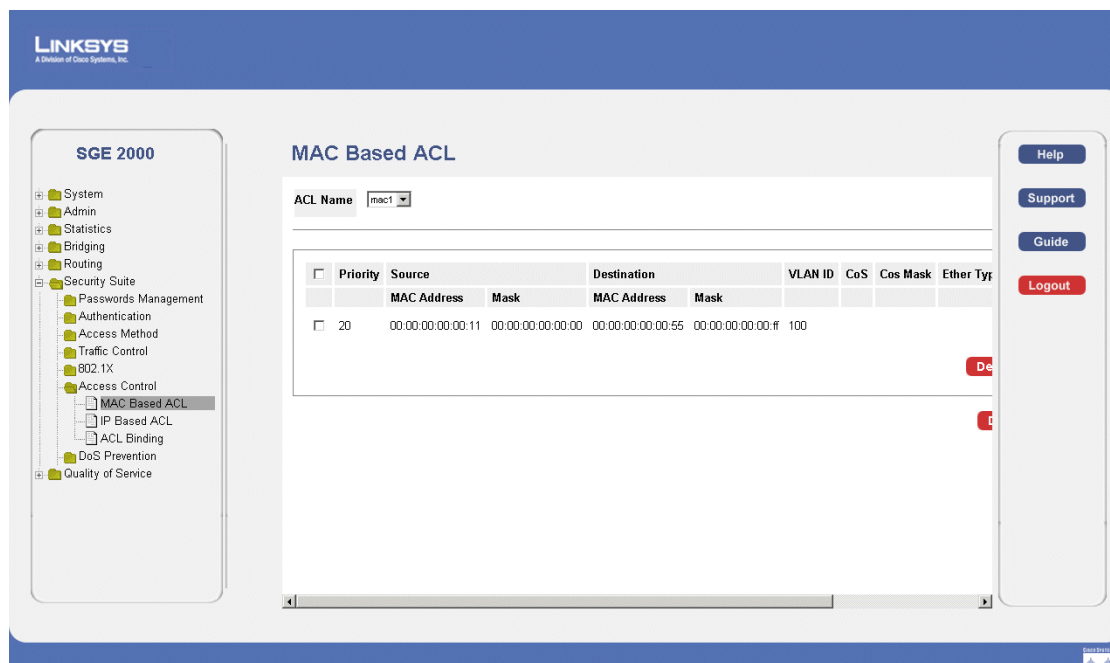 LINKSYS
A Division of Cisco Systems, Inc.
SGE 2000
System
Admin
Statistics
Bridging
Routing
Security Suite
Passwords Management
Authentication
Access Method
Traffic Control
802.1X
Access Control
MAC Based ACL
IP Based ACL
ACL Binding
DoS Prevention
Quality of Service
MAC Based ACL
ACL Name mac1
Priority Source Destination VLAN ID CoS Cos Mask Ether Typ
MAC Address Mask MAC Address Mask
20 00:00:00:00:00:11 00:00:00:00:00:00 00:00:00:00:00:55 00:00:00:00:00:ff 100
De
Help
Support
Guide
Logout